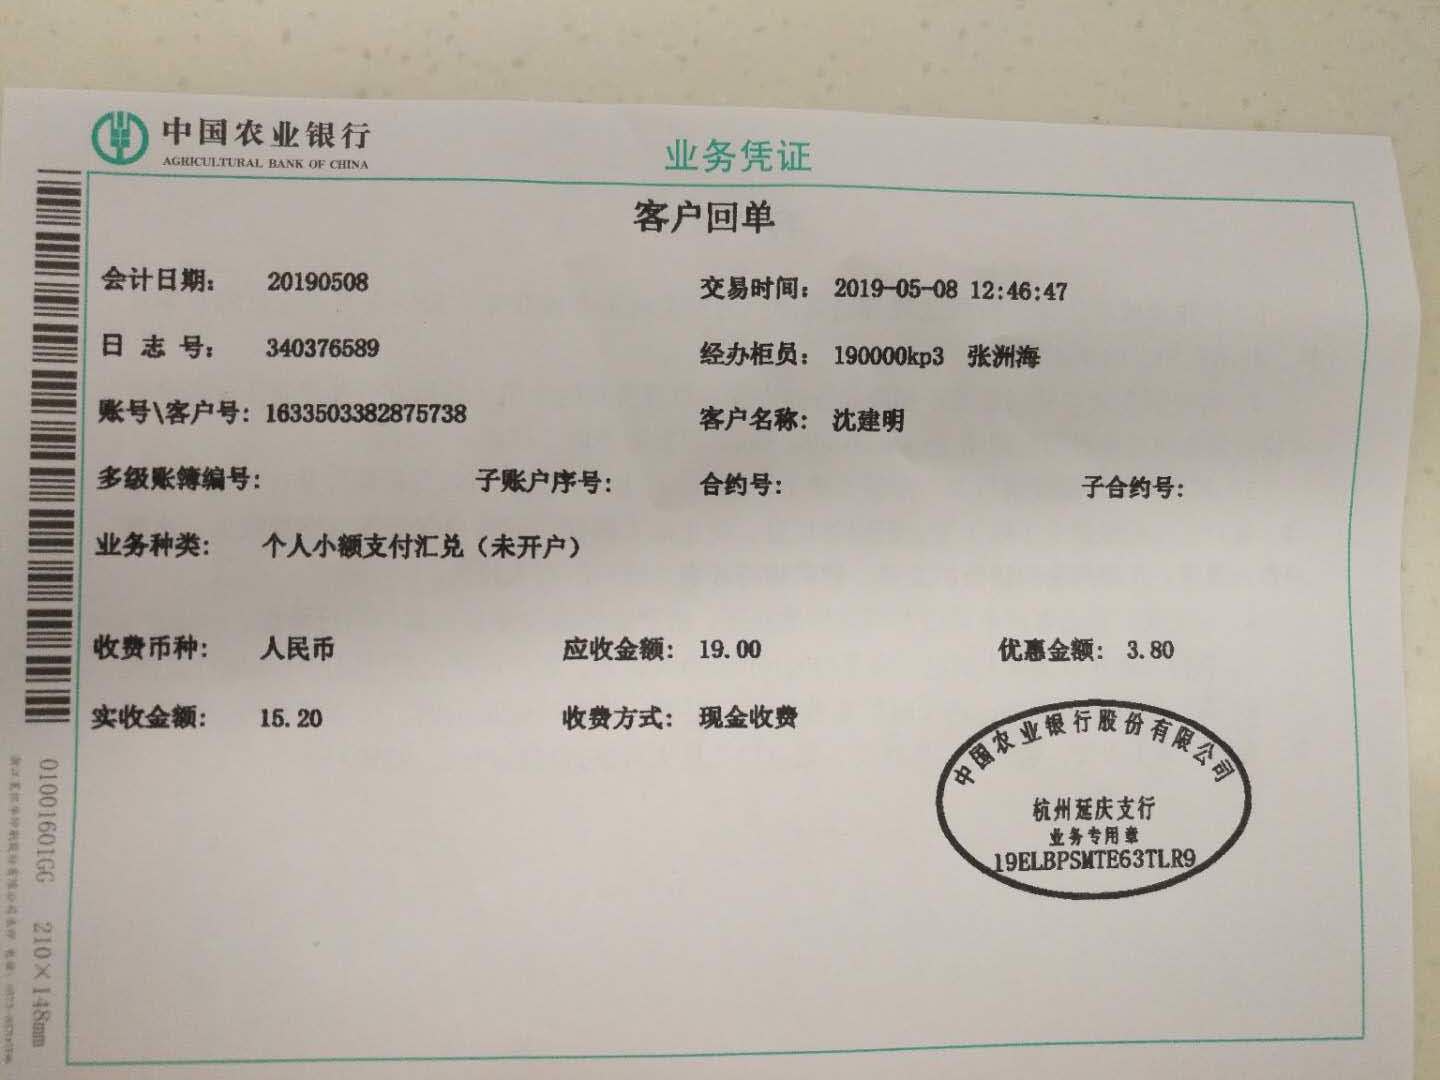 中国农业银行
AGRICULTURAL BANK OF CHINA
业务凭证
客户回单
会计日期: 20190508 交易时间: 2019-05-08 12:46:47
日 志 号: 340376589 经办柜员: 190000kp3 张洲海
账号\客户号: 1633503382875738 客户名称: 沈建明
多级账簿编号: 子账户序号: 合约号: 子合约号:
业务种类: 个人小额支付汇兑（未开户）
收费币种: 人民币 应收金额: 19.00 优惠金额: 3.80
实收金额: 15.20 收费方式: 现金收费
中国农业银行股份有限公司
杭州延庆支行
业务专用章
19ELBPSMTE63TLR9
01001601GG 210×148mm